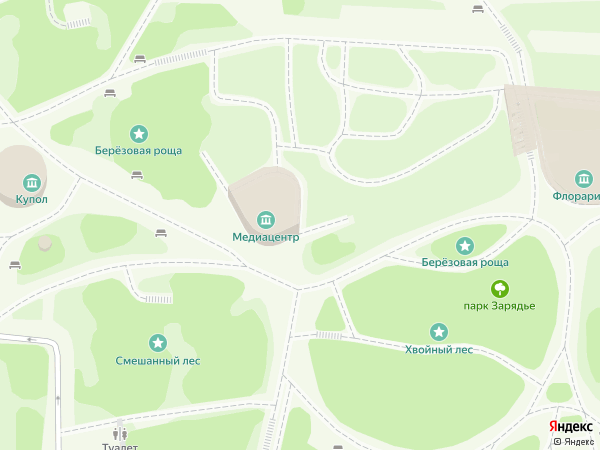 Берёзовая роща
Купол
Флорари
Медиацентр
Берёзовая роща
парк Зарядье
Хвойный лес
Смешанный лес
Туалет
Яндекс
© Яндекс